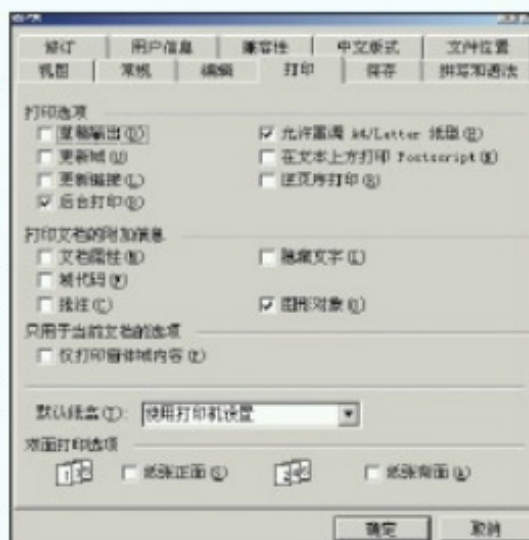 选项
修订 用户信息 兼容性 中文版式 文件位置
视图 常规 编辑 打印 保存 拼写和语法
打印选项
草稿输出(D) 允许重调 A4/Letter 纸型(P)
更新域(U) 在文本上方打印 Postscript(X)
更新链接(L) 逆页序打印(R)
后台打印(B)
打印文档的附加信息
文档属性 隐藏文字(I)
域代码(F)
批注(C) 图形对象(O)
只用于当前文档的选项
仅打印窗体域内容
默认纸盒(T): 使用打印机设置
双面打印选项
纸张正面 纸张背面
确定 取消